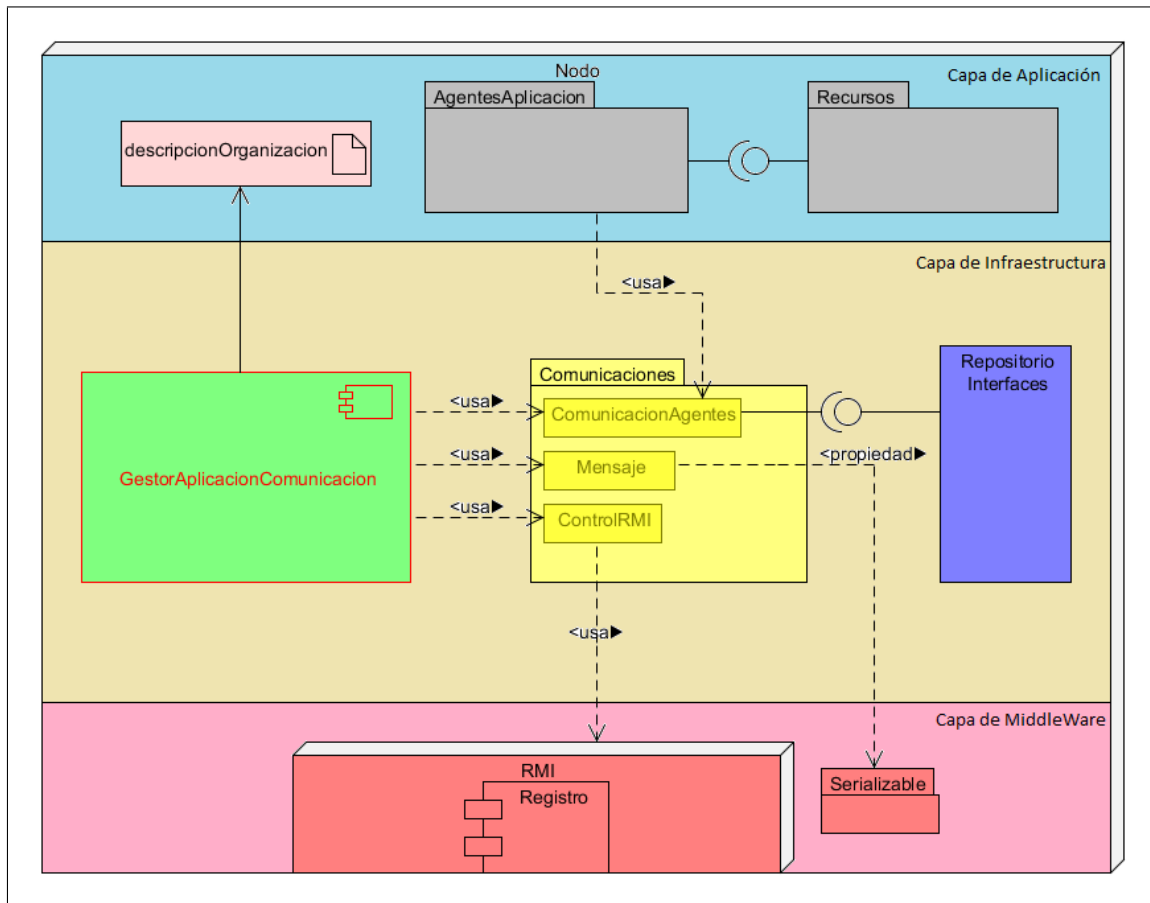 Nodo
Capa de Aplicación
AgentesAplicacion
Recursos
descripcionOrganizacion
Capa de Infraestructura
<usa
Repositorio
Interfaces
Comunicaciones
<usa
ComunicacionAgentes
<usa
Mensaje
<propiedad
GestorAplicacionComunicacion
<usa
ControlRMI
<usa
Capa de MiddleWare
RMI
Registro
Serializable